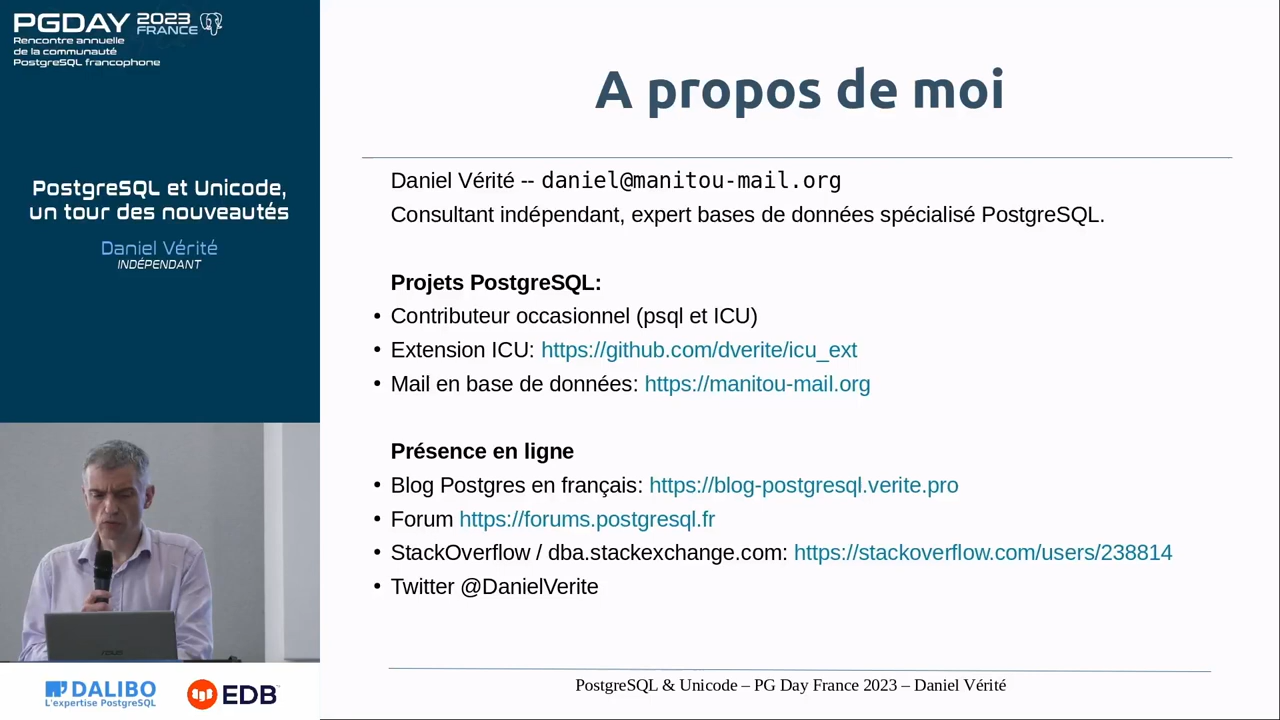 PGDAY 2023 FRANCE
Rencontre annuelle
de la communauté
PostgreSQL francophone
PostgreSQL et Unicode,
un tour des nouveautés
Daniel Vérité
INDÉPENDANT
A propos de moi
Daniel Vérité -- daniel@manitou-mail.org
Consultant indépendant, expert bases de données spécialisé PostgreSQL.
Projets PostgreSQL:
• Contributeur occasionnel (psql et ICU)
• Extension ICU: https://github.com/dverite/icu_ext
• Mail en base de données: https://manitou-mail.org
Présence en ligne
• Blog Postgres en français: https://blog-postgresql.verite.pro
• Forum https://forums.postgresql.fr
• StackOverflow / dba.stackexchange.com: https://stackoverflow.com/users/238814
• Twitter @DanielVerite
PostgreSQL & Unicode – PG Day France 2023 – Daniel Vérité
ASUS
DALIBO
L'expertise PostgreSQL
EDB